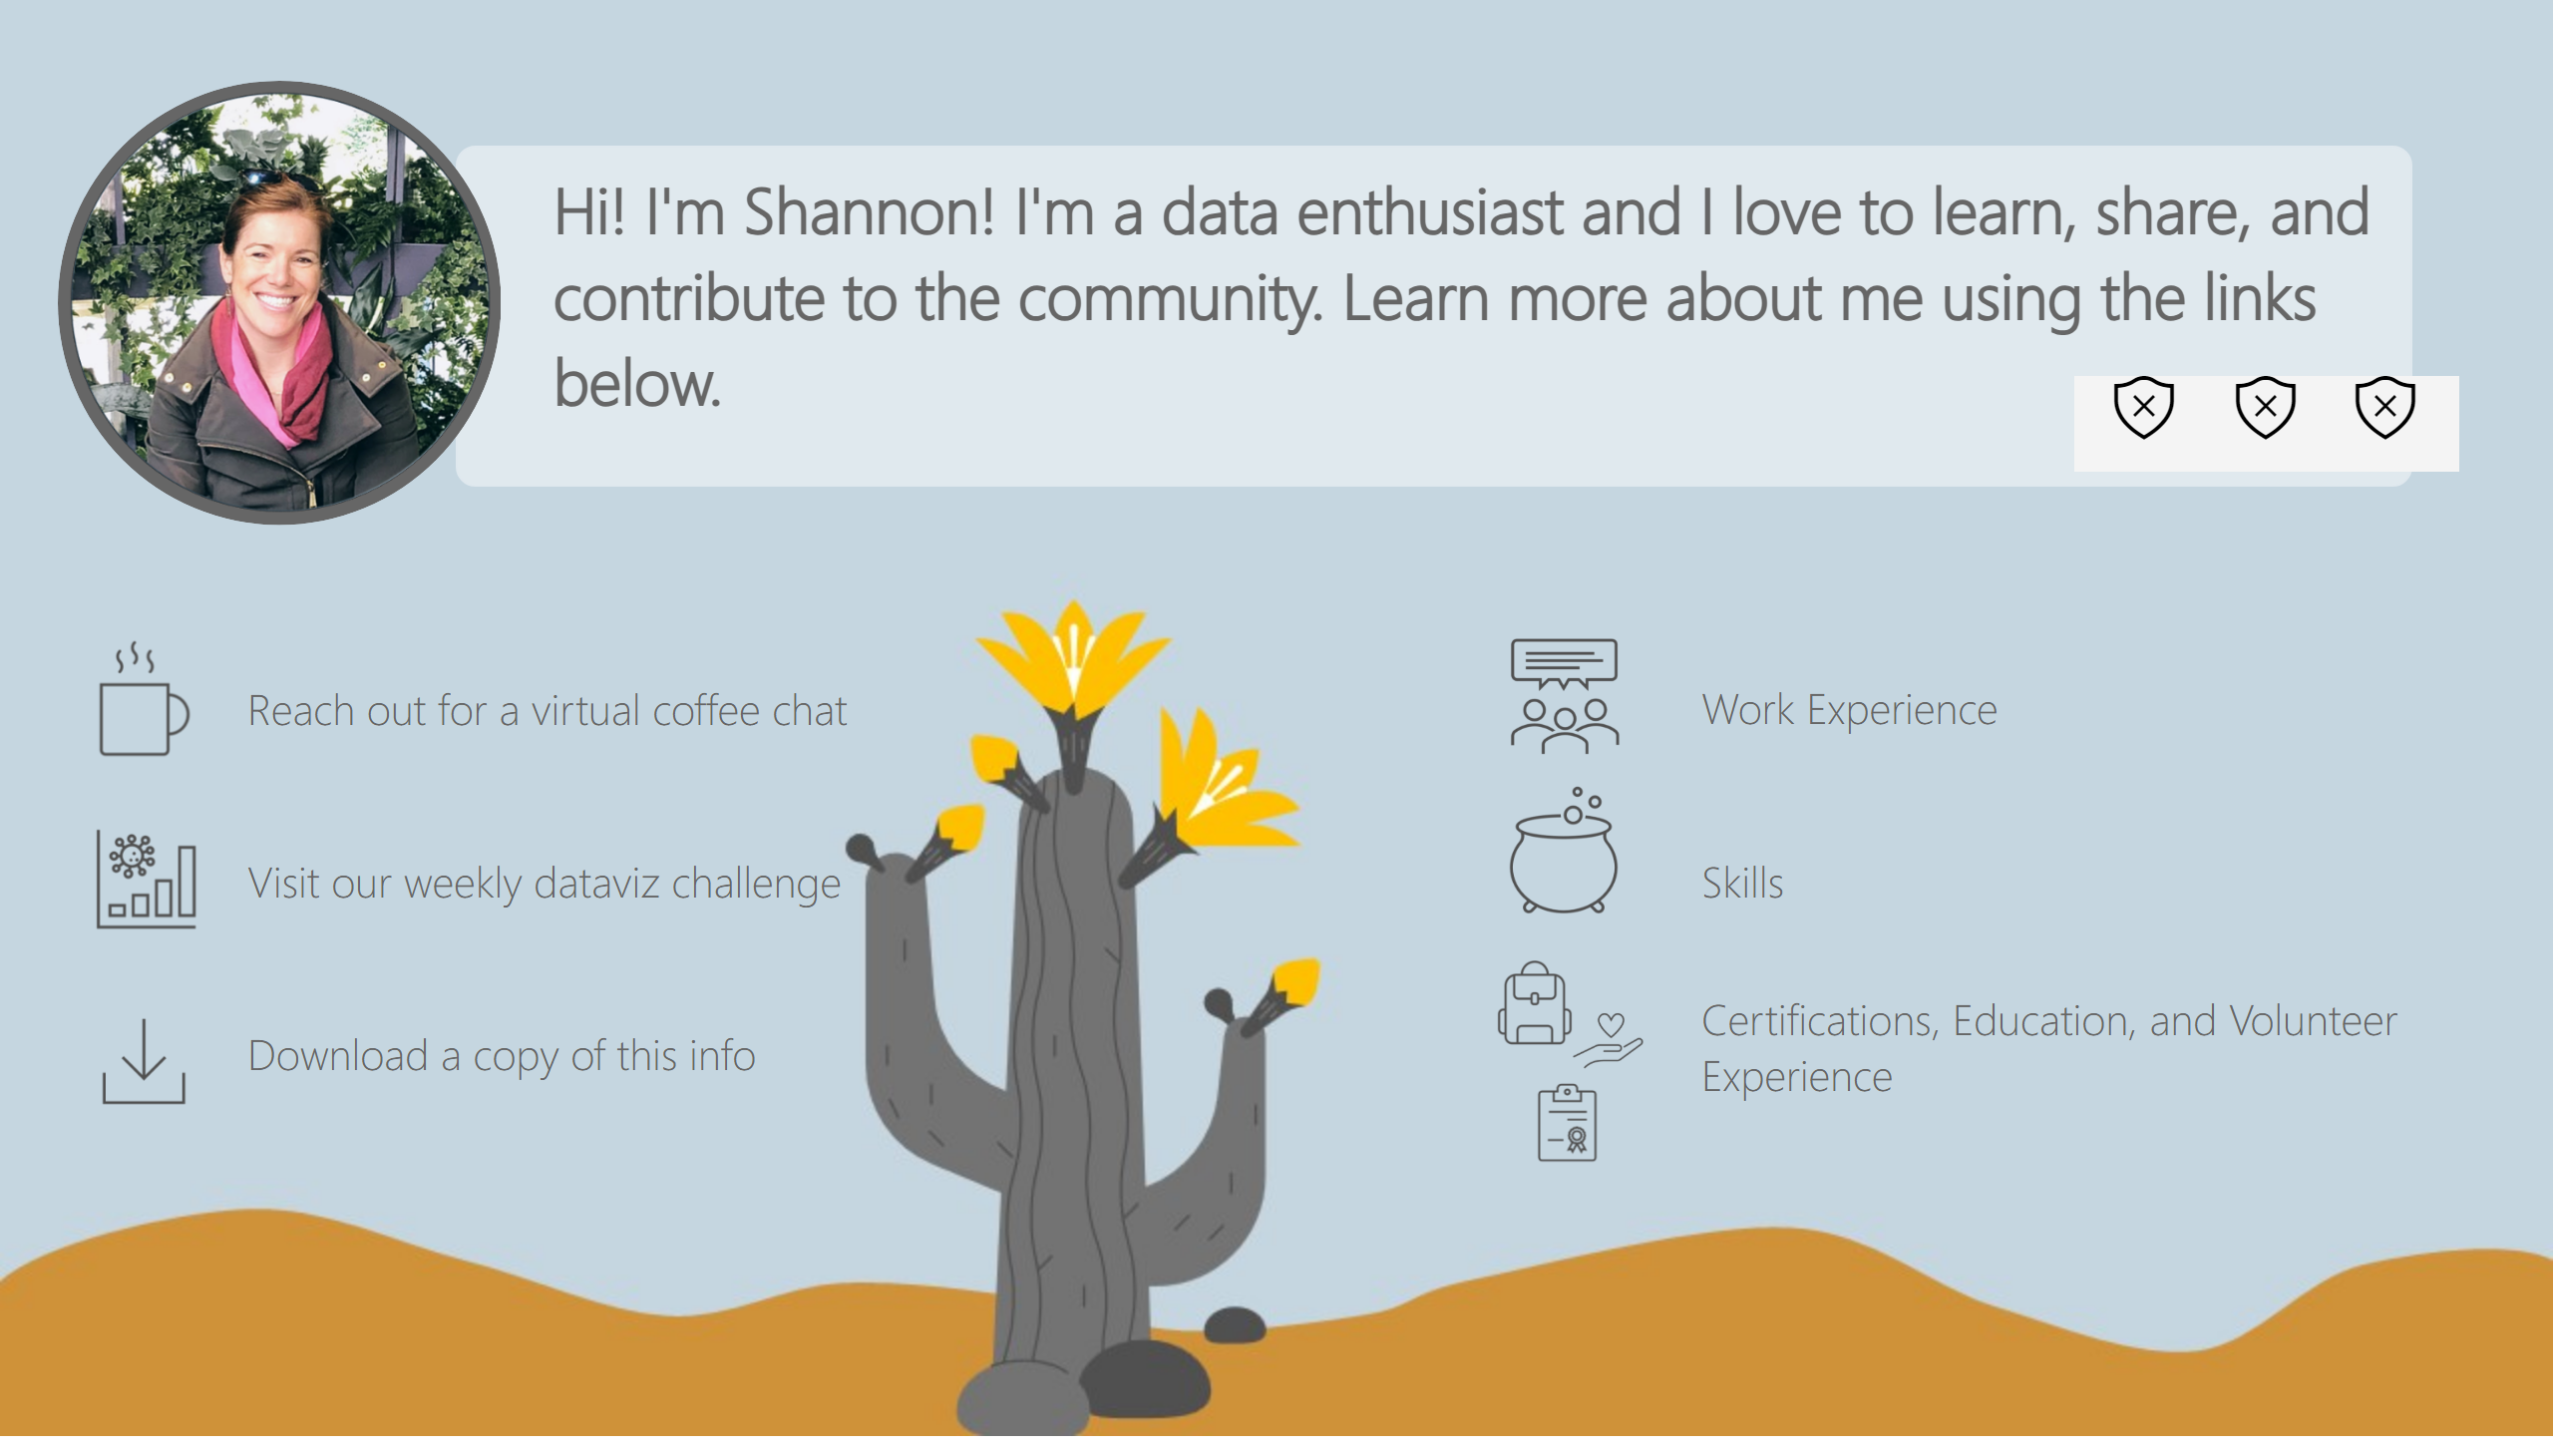 Hi! I'm Shannon! I'm a data enthusiast and I love to learn, share, and
contribute to the community. Learn more about me using the links
below.
Reach out for a virtual coffee chat
Visit our weekly dataviz challenge
Download a copy of this info
Work Experience
Skills
Certifications, Education, and Volunteer
Experience